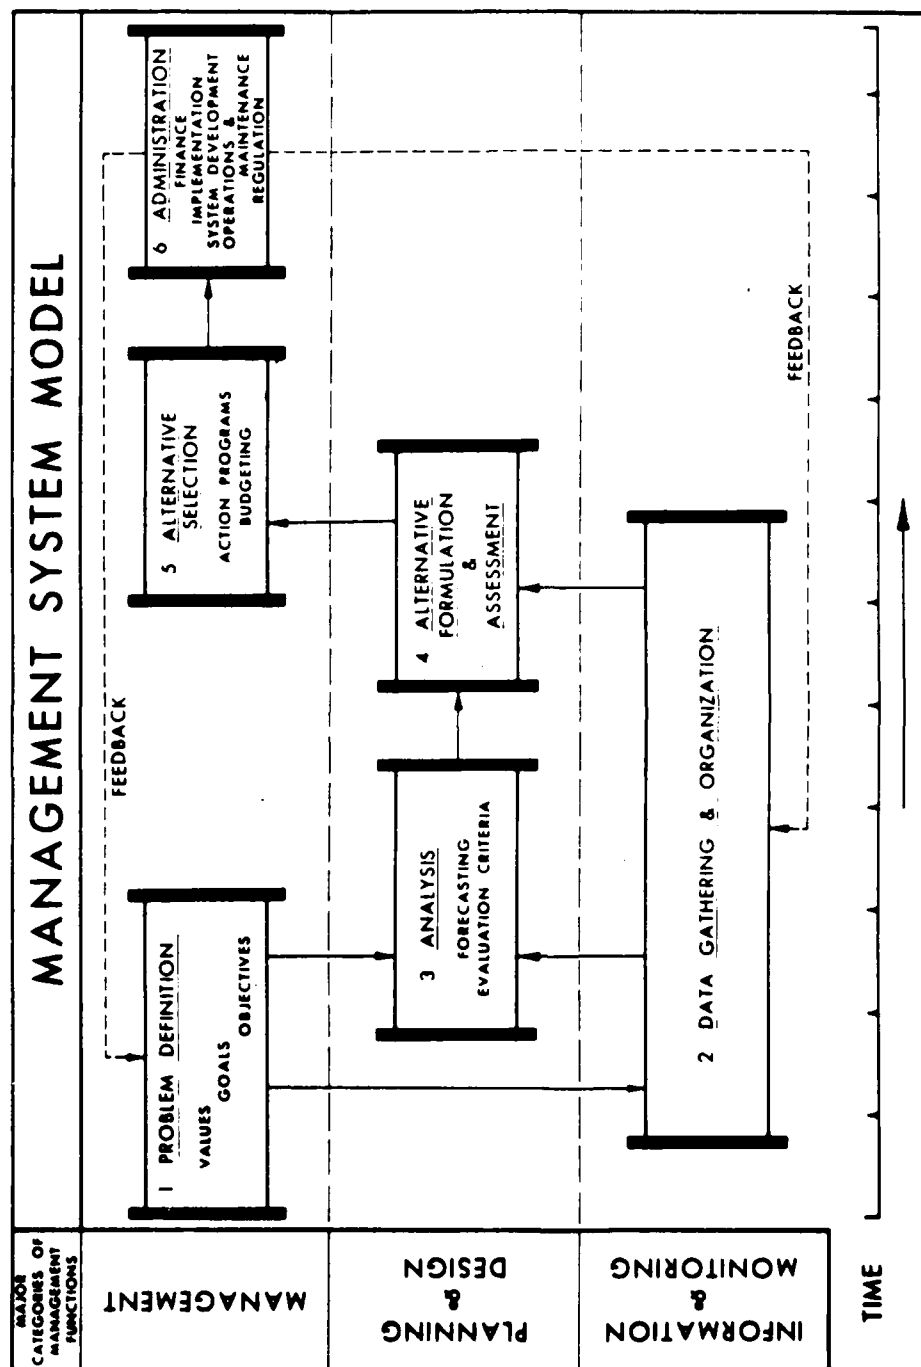 MANAGEMENT SYSTEM MODEL
MAJOR
CATEGORIES OF
MANAGEMENT
FUNCTIONS
MANAGEMENT
1 PROBLEM DEFINITION
VALUES
GOALS
OBJECTIVES
FEEDBACK
5 ALTERNATIVE
SELECTION
ACTION PROGRAMS
BUDGETING
6 ADMINISTRATION
FINANCE
IMPLEMENTATION
SYSTEM DEVELOPMENT
OPERATIONS &
MAINTENANCE
REGULATION
PLANNING
&
DESIGN
3 ANALYSIS
FORECASTING
EVALUATION CRITERIA
4 ALTERNATIVE
FORMULATION
&
ASSESSMENT
INFORMATION
&
MONITORING
2 DATA GATHERING & ORGANIZATION
FEEDBACK
TIME